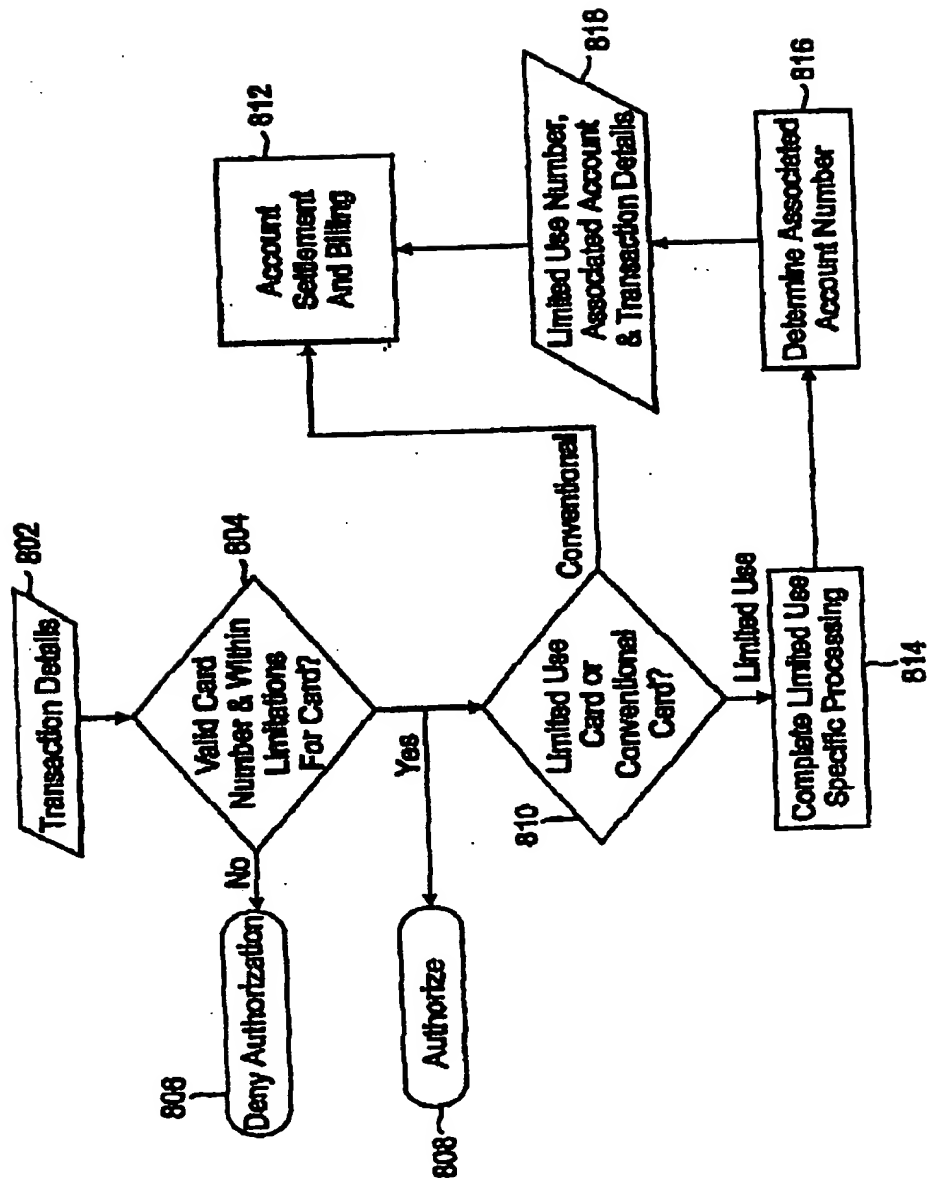 Transaction Details
802
Valid Card
Number & Within
Limitations
For Card?
804
No
Deny Authorization
806
Yes
Authorize
808
Limited Use
Card or
Conventional
Card?
810
Conventional
Account
Settlement
And Billing
812
Limited Use
Complete Limited Use
Specific Processing
814
Determine Associated
Account Number
816
Limited Use Number,
Associated Account
& Transaction Details
818